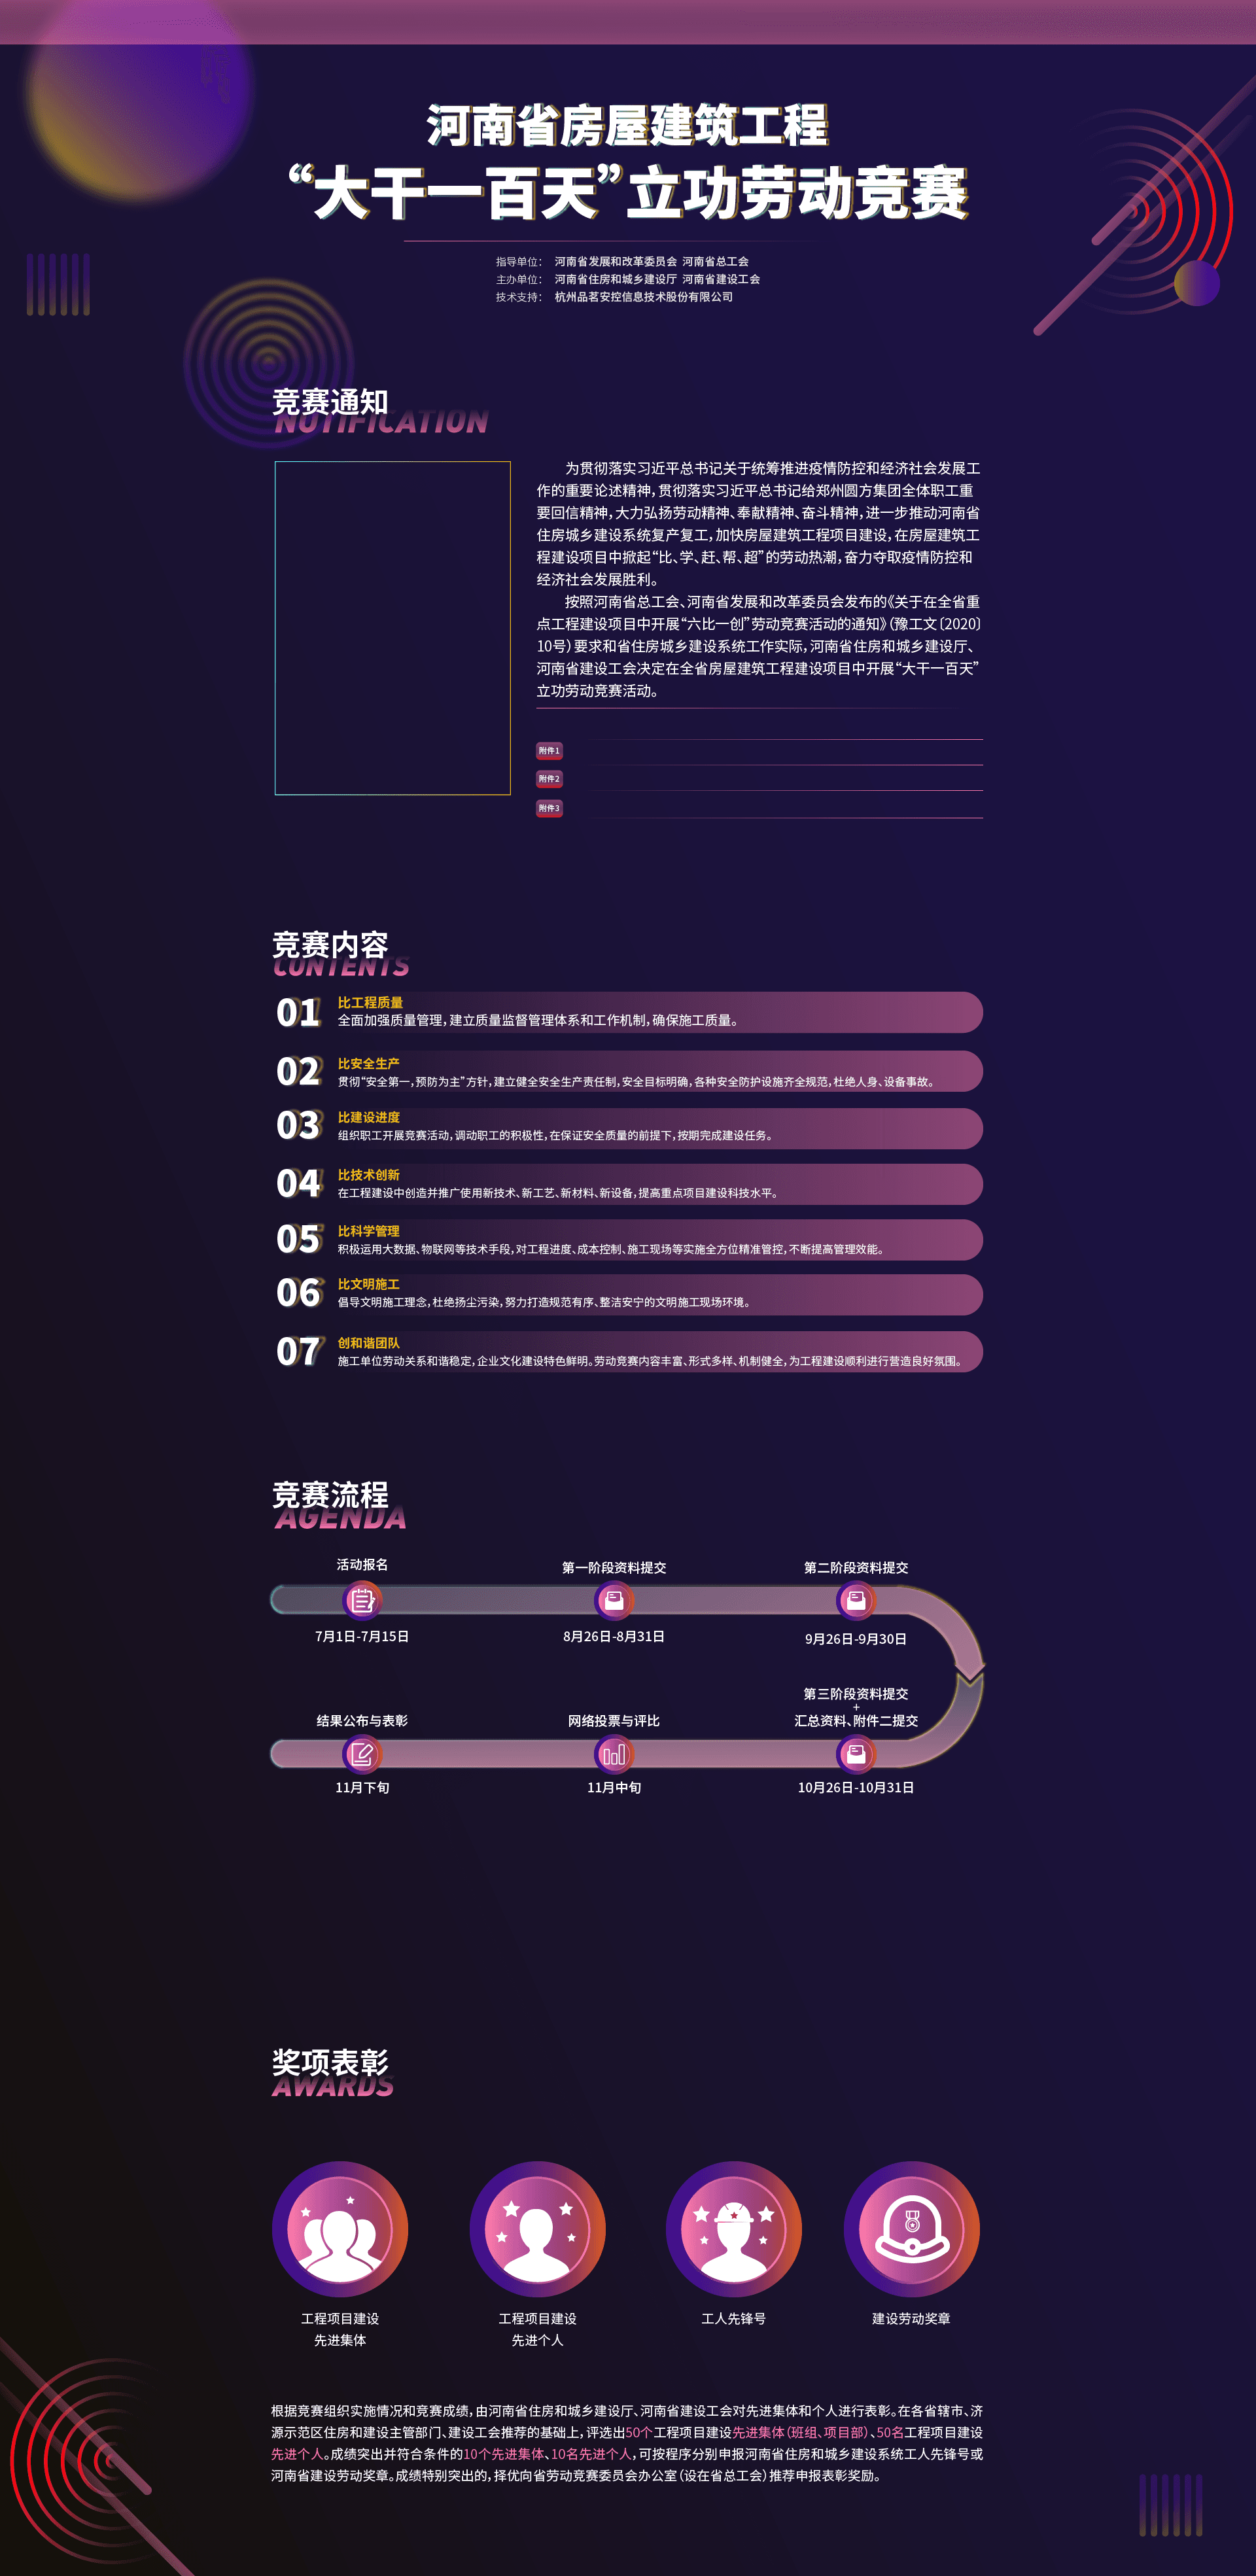 河南省房屋建筑工程
“大干一百天”立功劳动竞赛
指导单位： 河南省发展和改革委员会 河南省总工会
主办单位： 河南省住房和城乡建设厅 河南省建设工会
技术支持： 杭州品茗安控信息技术股份有限公司
竞赛通知
NOTIFICATION
为贯彻落实习近平总书记关于统筹推进疫情防控和经济社会发展工
作的重要论述精神，贯彻落实习近平总书记给郑州圆方集团全体职工重
要回信精神，大力弘扬劳动精神、奉献精神、奋斗精神，进一步推动河南省
住房城乡建设系统复产复工，加快房屋建筑工程项目建设，在房屋建筑工
程建设项目中掀起“比、学、赶、帮、超”的劳动热潮，奋力夺取疫情防控和
经济社会发展胜利。
按照河南省总工会、河南省发展和改革委员会发布的《关于在全省重
点工程建设项目中开展“六比一创”劳动竞赛活动的通知》（豫工文〔2020〕
10号）要求和省住房城乡建设系统工作实际，河南省住房和城乡建设厅、
河南省建设工会决定在全省房屋建筑工程建设项目中开展“大干一百天”
立功劳动竞赛活动。
附件1
附件2
附件3
竞赛内容
CONTENTS
01 比工程质量
全面加强质量管理，建立质量监督管理体系和工作机制，确保施工质量。
02 比安全生产
贯彻“安全第一，预防为主”方针，建立健全安全生产责任制，安全目标明确，各种安全防护设施齐全规范，杜绝人身、设备事故。
03 比建设进度
组织职工开展竞赛活动，调动职工的积极性，在保证安全质量的前提下，按期完成建设任务。
04 比技术创新
在工程建设中创造并推广使用新技术、新工艺、新材料、新设备，提高重点项目建设科技水平。
05 比科学管理
积极运用大数据、物联网等技术手段，对工程进度、成本控制、施工现场等实施全方位精准管控，不断提高管理效能。
06 比文明施工
倡导文明施工理念，杜绝扬尘污染，努力打造规范有序、整洁安宁的文明施工现场环境。
07 创和谐团队
施工单位劳动关系和谐稳定，企业文化建设特色鲜明。劳动竞赛内容丰富、形式多样、机制健全，为工程建设顺利进行营造良好氛围。
竞赛流程
AGENDA
活动报名 第一阶段资料提交 第二阶段资料提交
7月1日-7月15日 8月26日-8月31日 9月26日-9月30日
第三阶段资料提交
+
结果公布与表彰 网络投票与评比 汇总资料、附件二提交
11月下旬 11月中旬 10月26日-10月31日
奖项表彰
AWARDS
工程项目建设 工程项目建设 工人先锋号 建设劳动奖章
先进集体 先进个人
根据竞赛组织实施情况和竞赛成绩，由河南省住房和城乡建设厅、河南省建设工会对先进集体和个人进行表彰。在各省辖市、济
源示范区住房和建设主管部门、建设工会推荐的基础上，评选出50个工程项目建设先进集体（班组、项目部）、50名工程项目建设
先进个人。成绩突出并符合条件的10个先进集体、10名先进个人，可按程序分别申报河南省住房和城乡建设系统工人先锋号或
河南省建设劳动奖章。成绩特别突出的，择优向省劳动竞赛委员会办公室（设在省总工会）推荐申报表彰奖励。